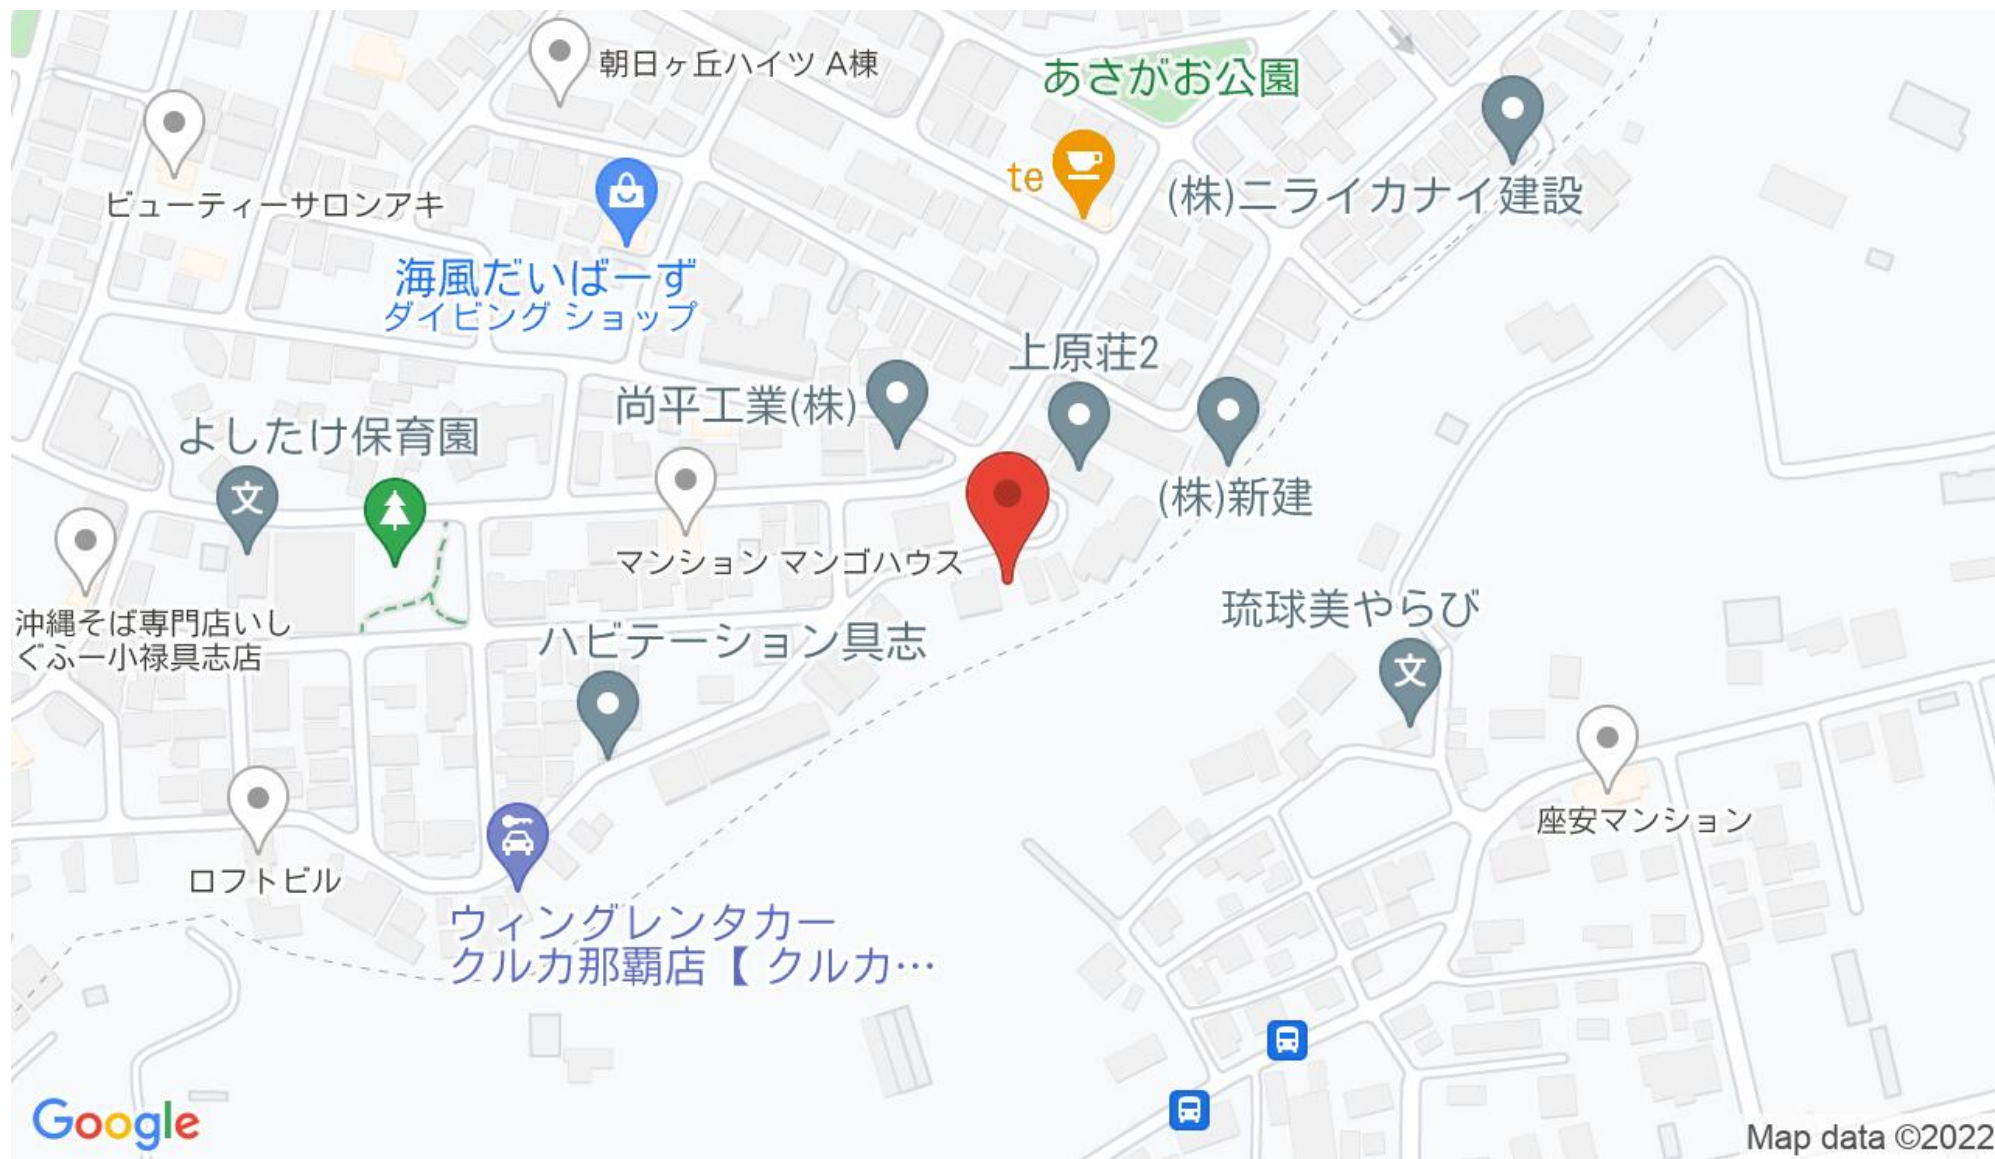 朝日ヶ丘ハイツ A棟
あさがお公園
te
(株)ニライカナイ建設
ビューティーサロンアキ
海風だいばーず
ダイビング ショップ
上原荘2
尚平工業(株)
よしたけ保育園
文
(株)新建
マンション マンゴハウス
沖縄そば専門店いし
ぐふー小禄具志店
ハビテーション具志
琉球美やらび
文
座安マンション
ロフトビル
ウィングレンタカー
クルカ那覇店【 クルカ…
Google
Map data ©2022